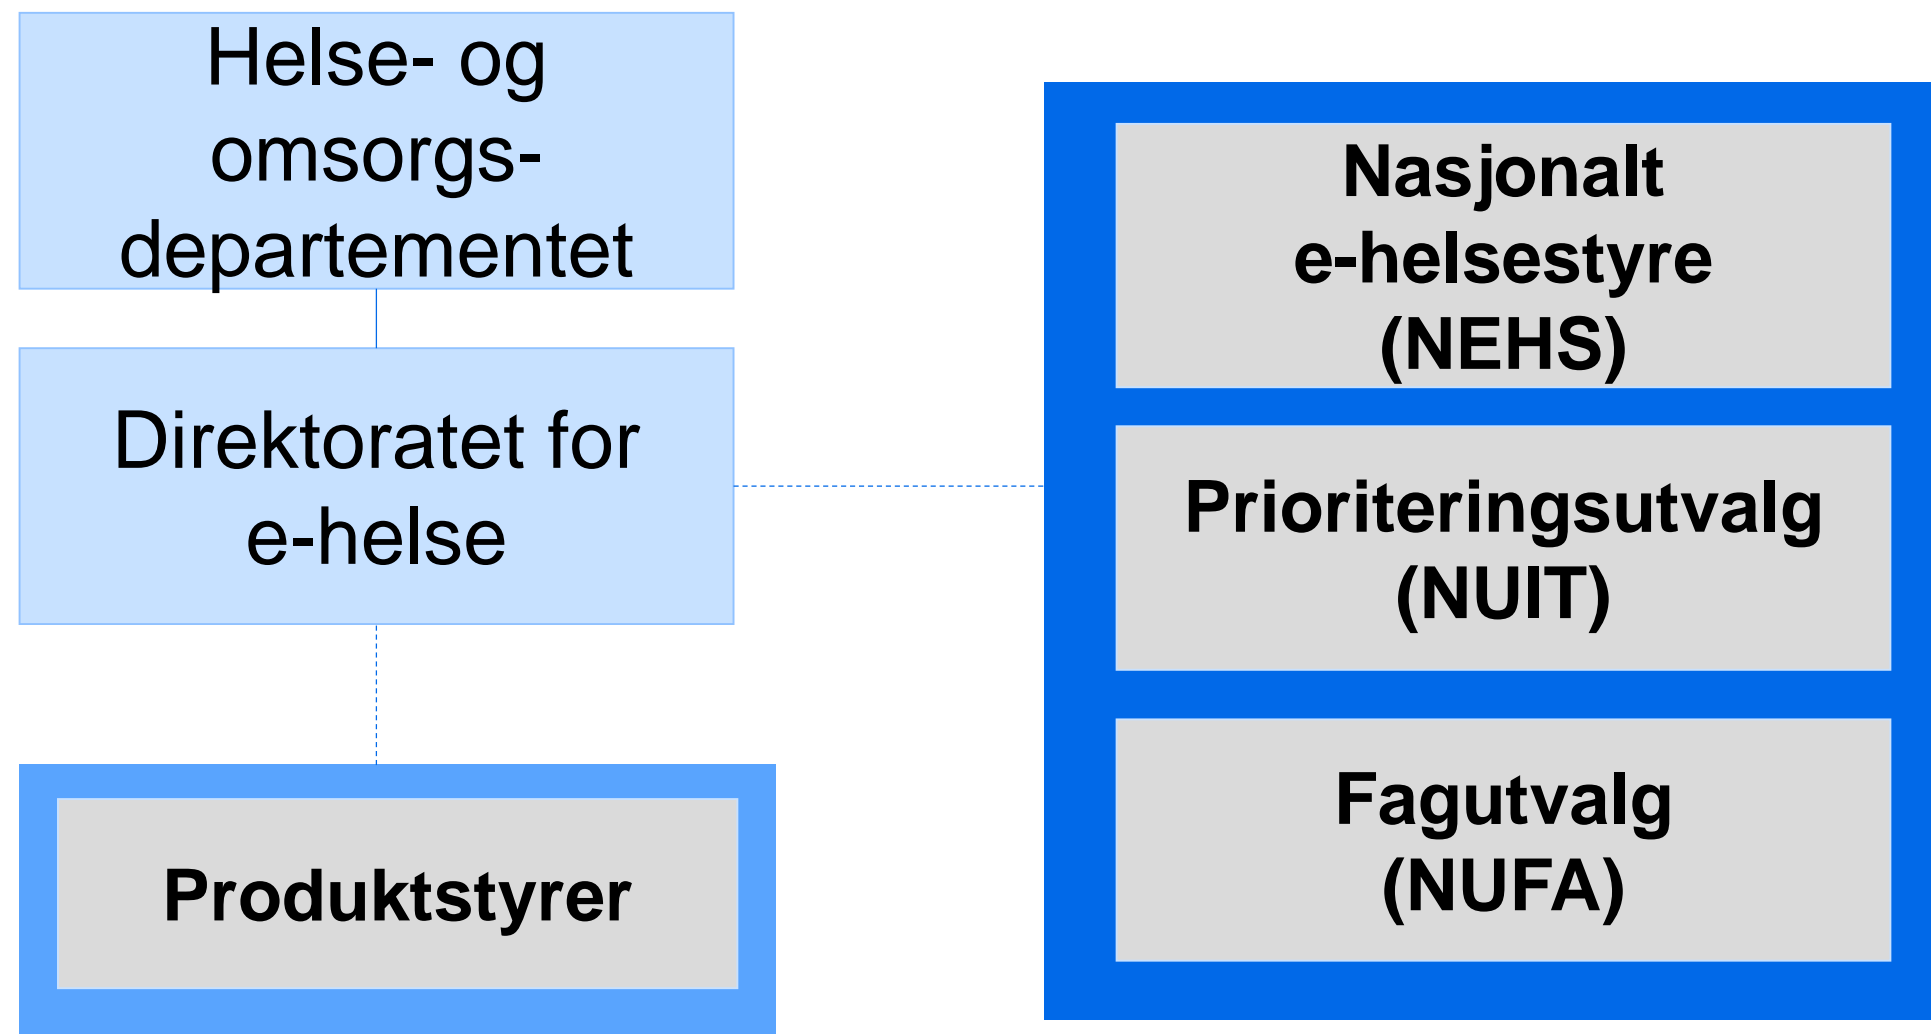 Helse- og
omsorgs-
departementet
Direktoratet for
e-helse
Produktstyrer
Nasjonalt
e-helsestyre
(NEHS)
Prioriteringsutvalg
(NUIT)
Fagutvalg
(NUFA)